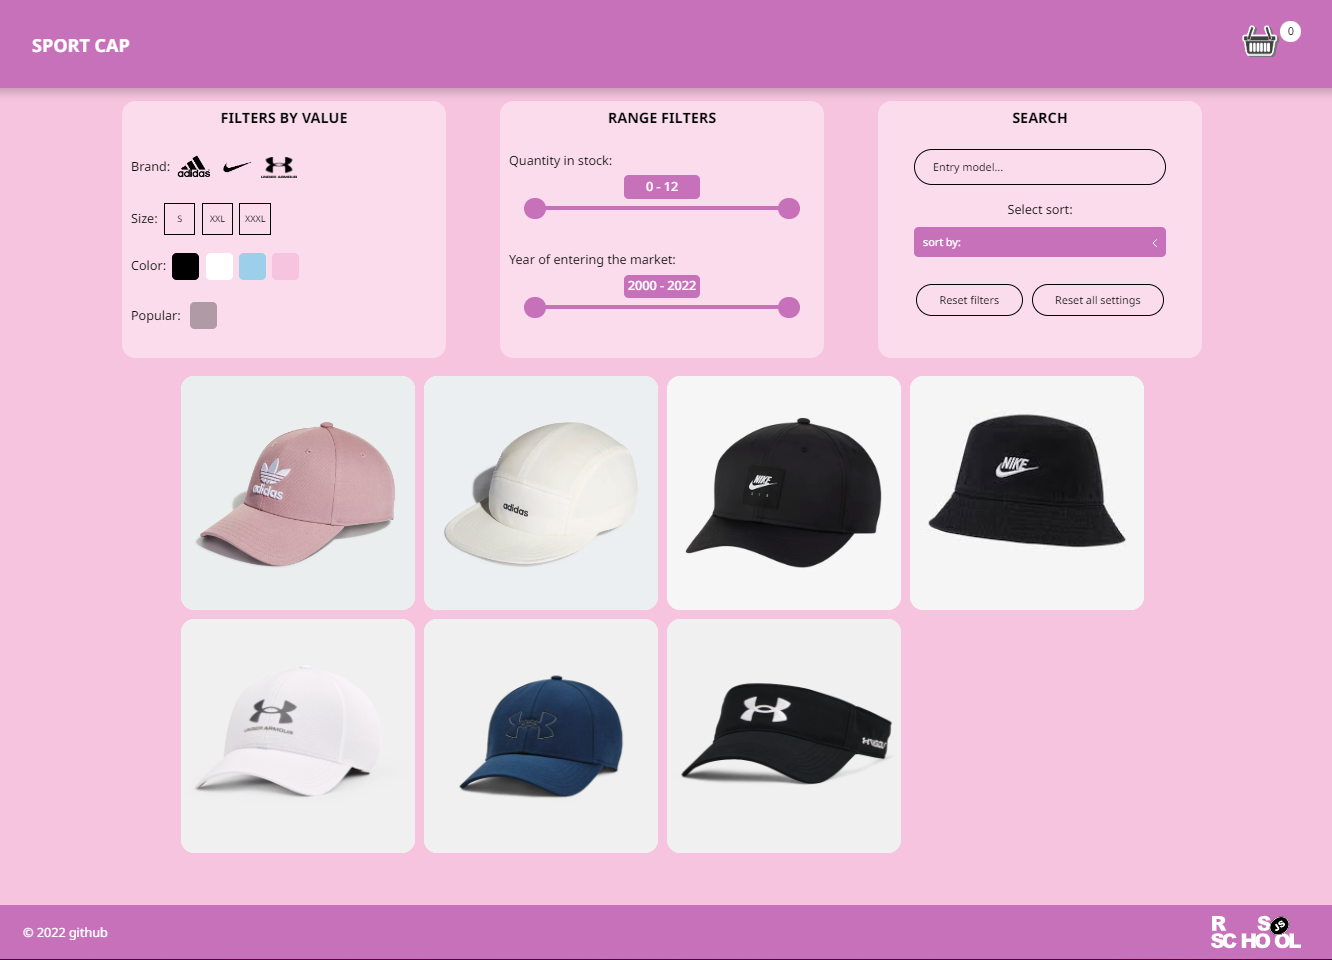 SPORT CAP
0
FILTERS BY VALUE
Brand:
adidas
UNDER ARMOUR
Size:
S
XXL
XXXL
Color:
Popular:
RANGE FILTERS
Quantity in stock:
0 - 12
Year of entering the market:
2000 - 2022
SEARCH
Entry model...
Select sort:
sort by:
Reset filters
Reset all settings
adidas
adidas
NIKE
AIR
NIKE
UNDER ARMOUR
© 2022 github
R S
SCHOOL
JS